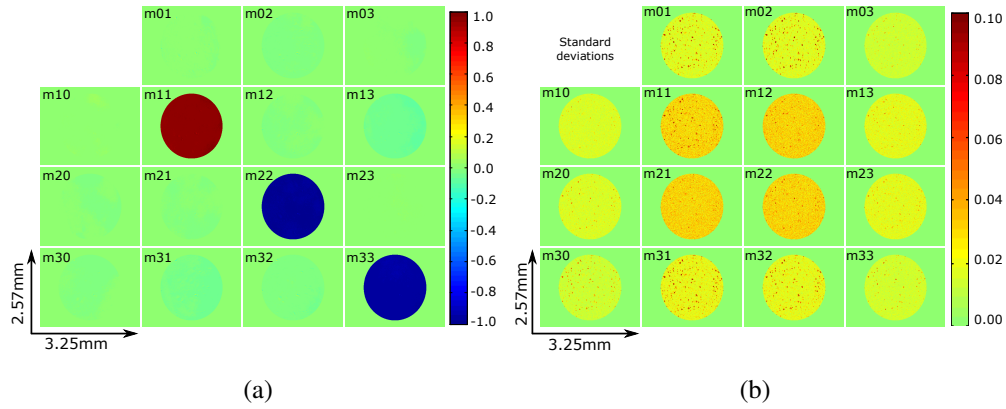 m01 m02 m03
m10 m11 m12 m13
m20 m21 m22 m23
m30 m31 m32 m33
1.0
0.8
0.6
0.4
0.2
0.0
-0.2
-0.4
-0.6
-0.8
-1.0
2.57mm
3.25mm
(a)
Standard
deviations
m01 m02 m03
m10 m11 m12 m13
m20 m21 m22 m23
m30 m31 m32 m33
0.10
0.08
0.06
0.04
0.02
0.00
2.57mm
3.25mm
(b)